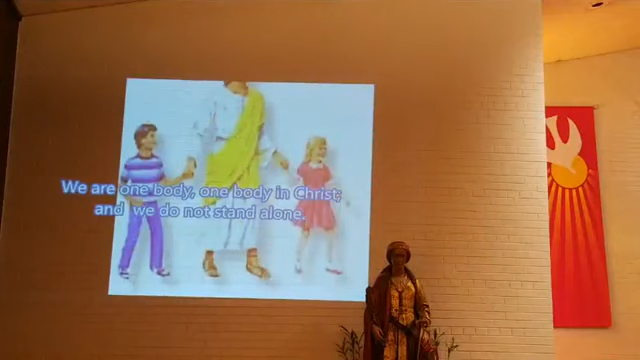 We are one body, one body in Christ;
and we do not stand alone.